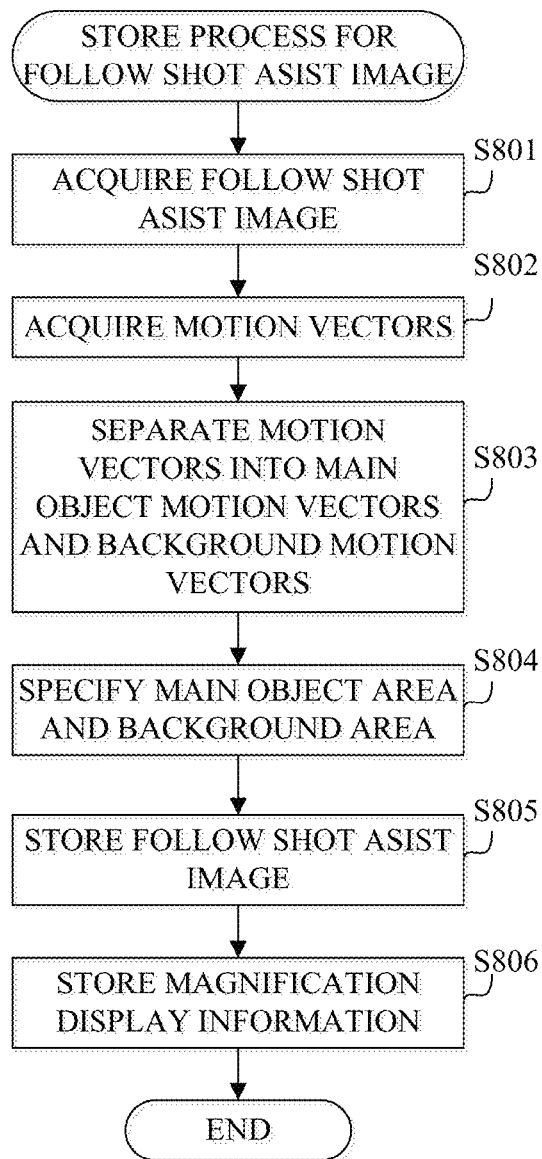 STORE PROCESS FOR
FOLLOW SHOT ASIST IMAGE
S801
ACQUIRE FOLLOW SHOT
ASIST IMAGE
S802
ACQUIRE MOTION VECTORS
S803
SEPARATE MOTION
VECTORS INTO MAIN
OBJECT MOTION VECTORS
AND BACKGROUND MOTION
VECTORS
S804
SPECIFY MAIN OBJECT AREA
AND BACKGROUND AREA
S805
STORE FOLLOW SHOT ASIST
IMAGE
S806
STORE MAGNIFICATION
DISPLAY INFORMATION
END